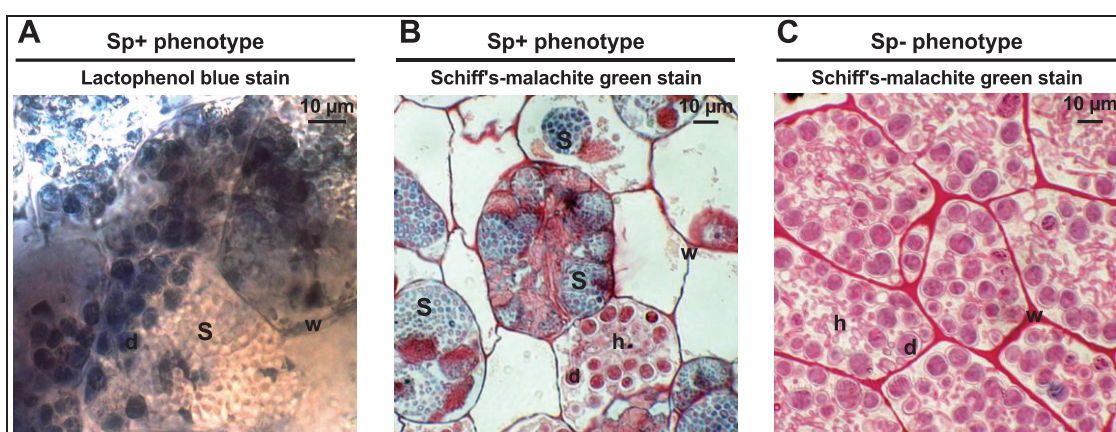 A
Sp+ phenotype
Lactophenol blue stain
10 µm
S
d
w
B
Sp+ phenotype
Schiff's-malachite green stain
10 µm
S
S
S
w
h
d
C
Sp- phenotype
Schiff's-malachite green stain
10 µm
h
d
w